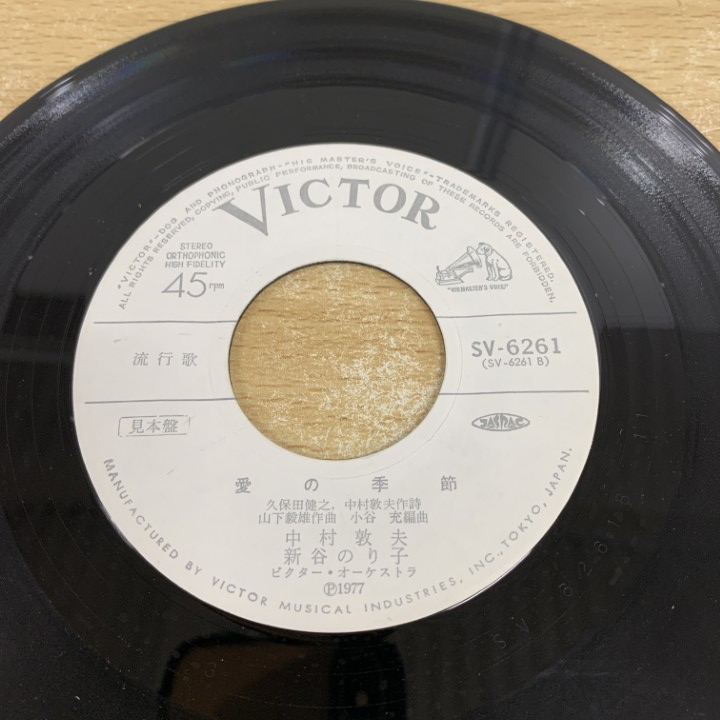 "VICTOR"-DOG AND PHONOGRAPH-"HIS MASTER'S VOICE"-TRADEMARKS REGISTERED.
ALL RIGHTS RESERVED, COPYING, PUBLIC PERFORMANCE, BROADCASTING OF THESE RECORDS ARE FORBIDDEN.
VICTOR
STEREO
ORTHOPHONIC
HIGH FIDELITY
45 rpm
"HIS MASTER'S VOICE"
流行歌
SV-6261
(SV-6261 B)
見本盤
JASRAC
愛の季節
久保田健之, 中村敦夫作詩
山下毅雄作曲 小谷 充編曲
中村敦夫
新谷のり子
ビクター・オーケストラ
Ⓟ1977
MANUFACTURED BY VICTOR MUSICAL INDUSTRIES, INC., TOKYO, JAPAN.